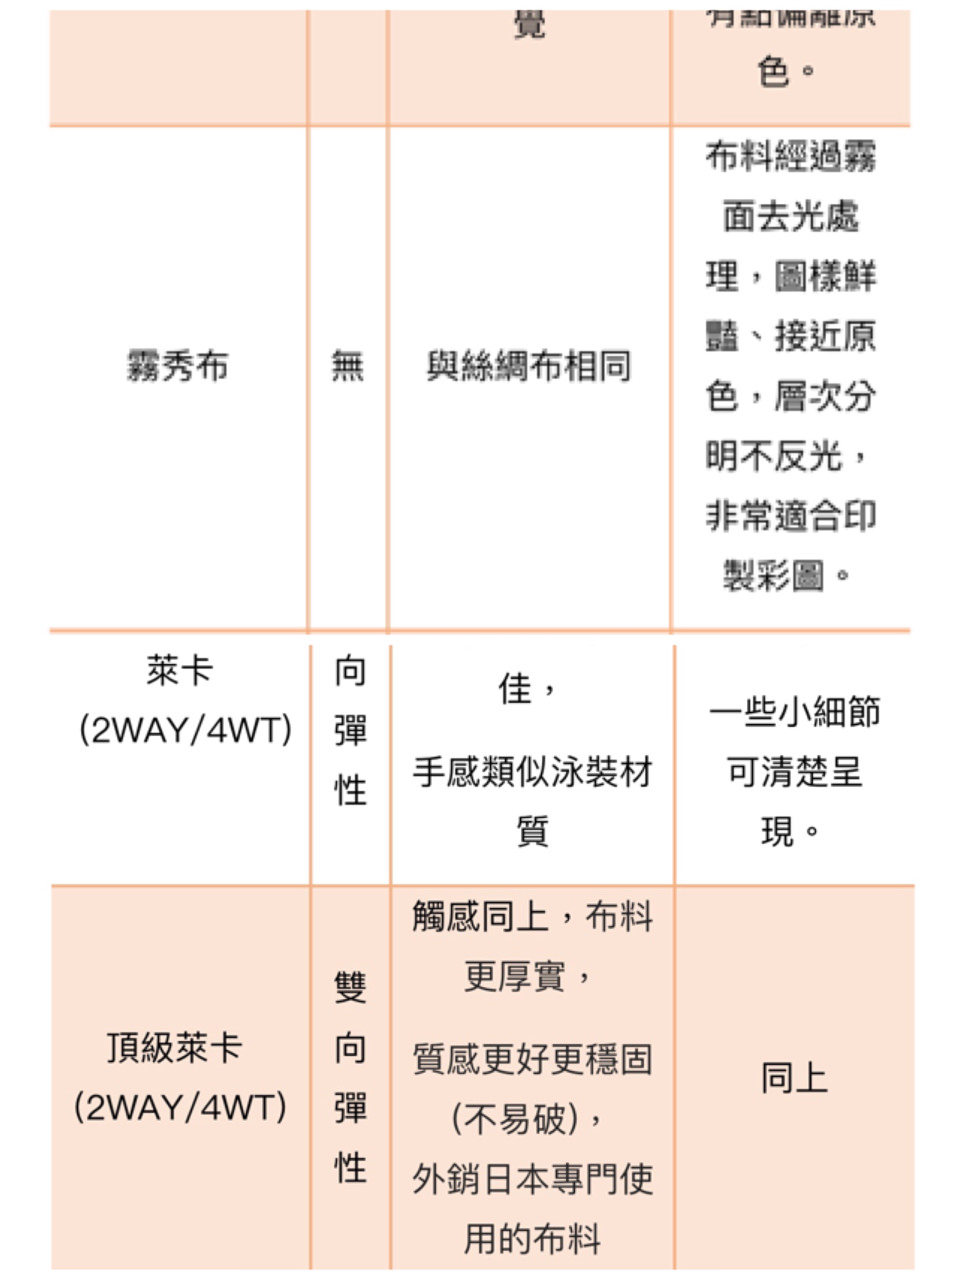 覺
有點偏離原
色。
霧秀布
無
與絲綢布相同
布料經過霧
面去光處
理，圖樣鮮
豔、接近原
色，層次分
明不反光，
非常適合印
製彩圖。
萊卡
(2WAY/4WT)
向
彈
性
佳，
手感類似泳裝材
質
一些小細節
可清楚呈
現。
頂級萊卡
(2WAY/4WT)
雙
向
彈
性
觸感同上，布料
更厚實，
質感更好更穩固
(不易破)，
外銷日本專門使
用的布料
同上